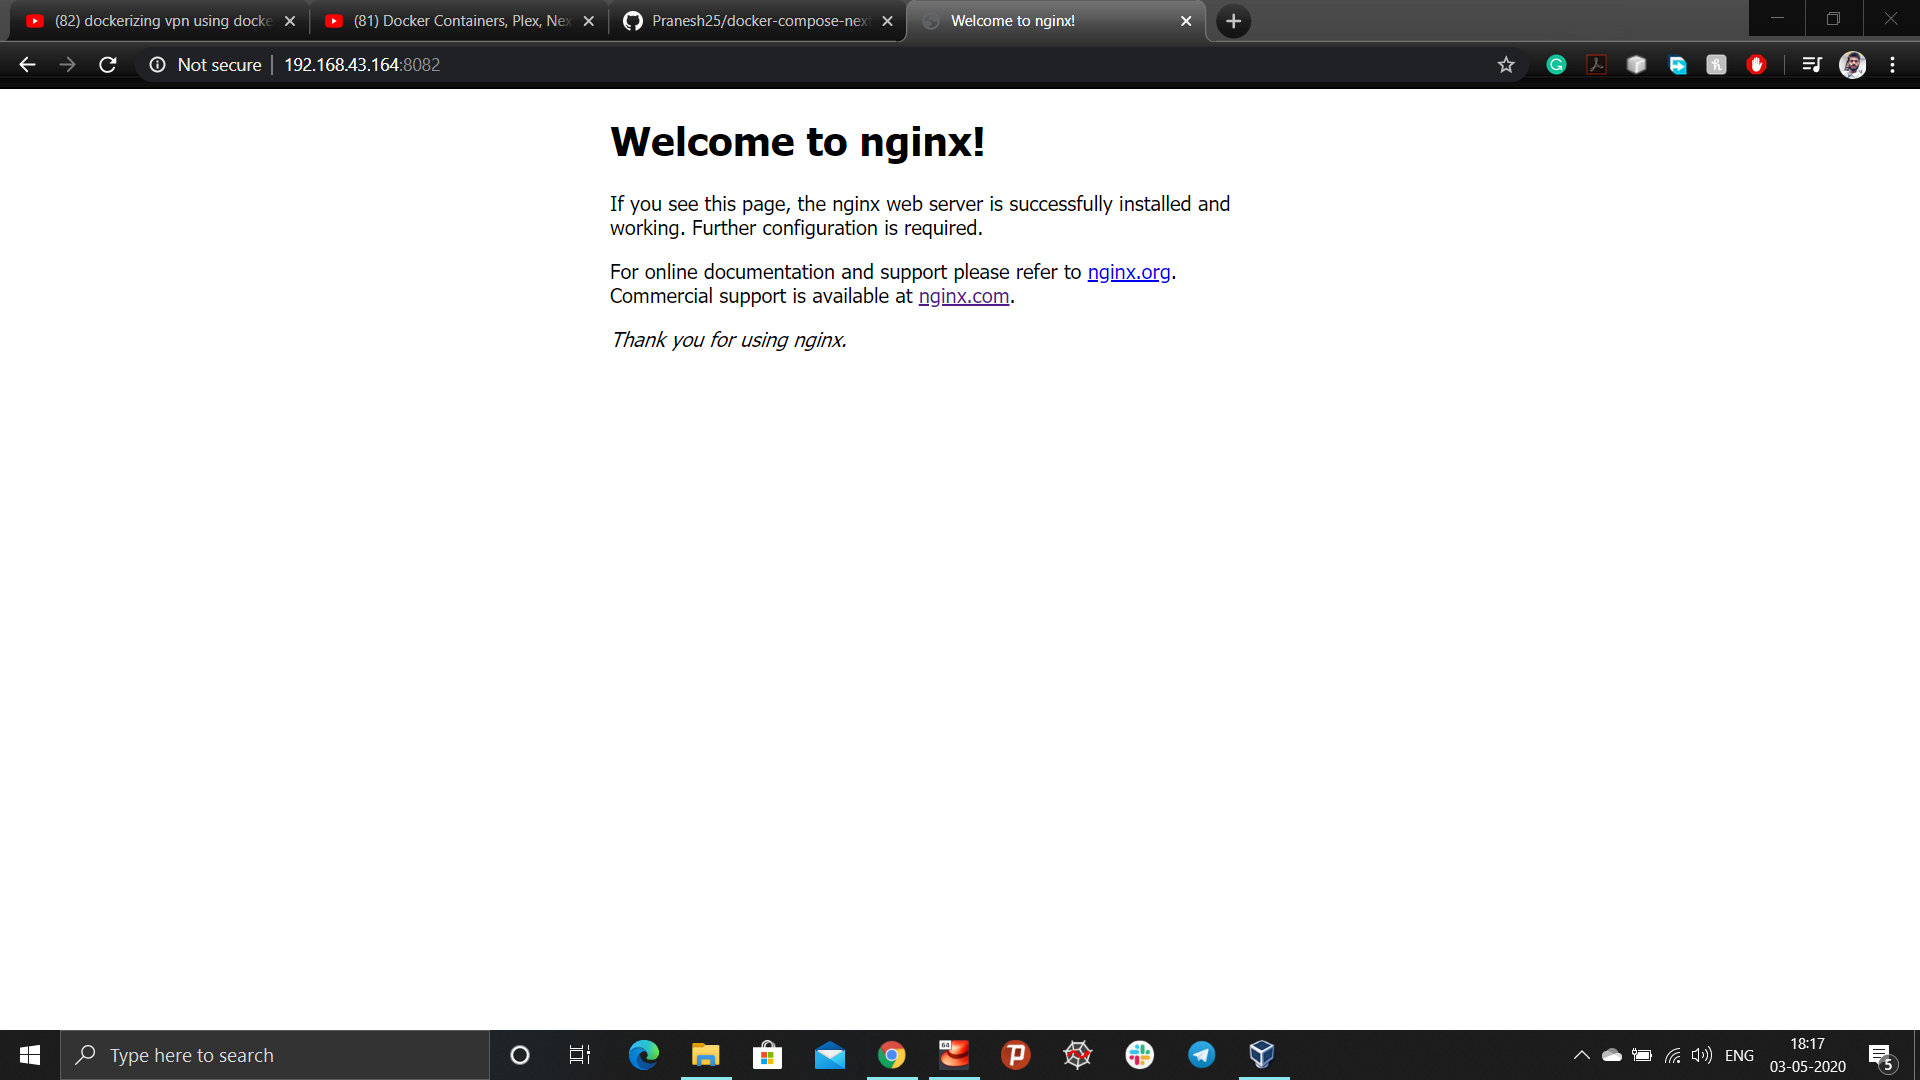 (82) dockerizing vpn using docke
(81) Docker Containers, Plex, Nex
Pranesh25/docker-compose-next
Welcome to nginx!
Not secure
192.168.43.164:8082
Welcome to nginx!
If you see this page, the nginx web server is successfully installed and
working. Further configuration is required.
For online documentation and support please refer to nginx.org.
Commercial support is available at nginx.com.
Thank you for using nginx.
Type here to search
64
ENG
18:17
03-05-2020
5